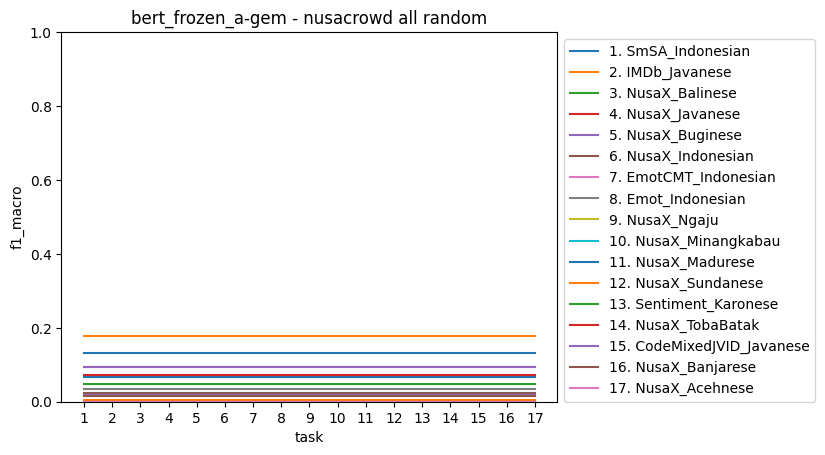 bert_frozen_a-gem - nusacrowd all random
1.0
0.8
0.6
0.4
0.2
0.0
f1_macro
1 2 3 4 5 6 7 8 9 10 11 12 13 14 15 16 17
task
1. SmSA_Indonesian
2. IMDb_Javanese
3. NusaX_Balinese
4. NusaX_Javanese
5. NusaX_Buginese
6. NusaX_Indonesian
7. EmotCMT_Indonesian
8. Emot_Indonesian
9. NusaX_Ngaju
10. NusaX_Minangkabau
11. NusaX_Madurese
12. NusaX_Sundanese
13. Sentiment_Karonese
14. NusaX_TobaBatak
15. CodeMixedJVID_Javanese
16. NusaX_Banjarese
17. NusaX_Acehnese